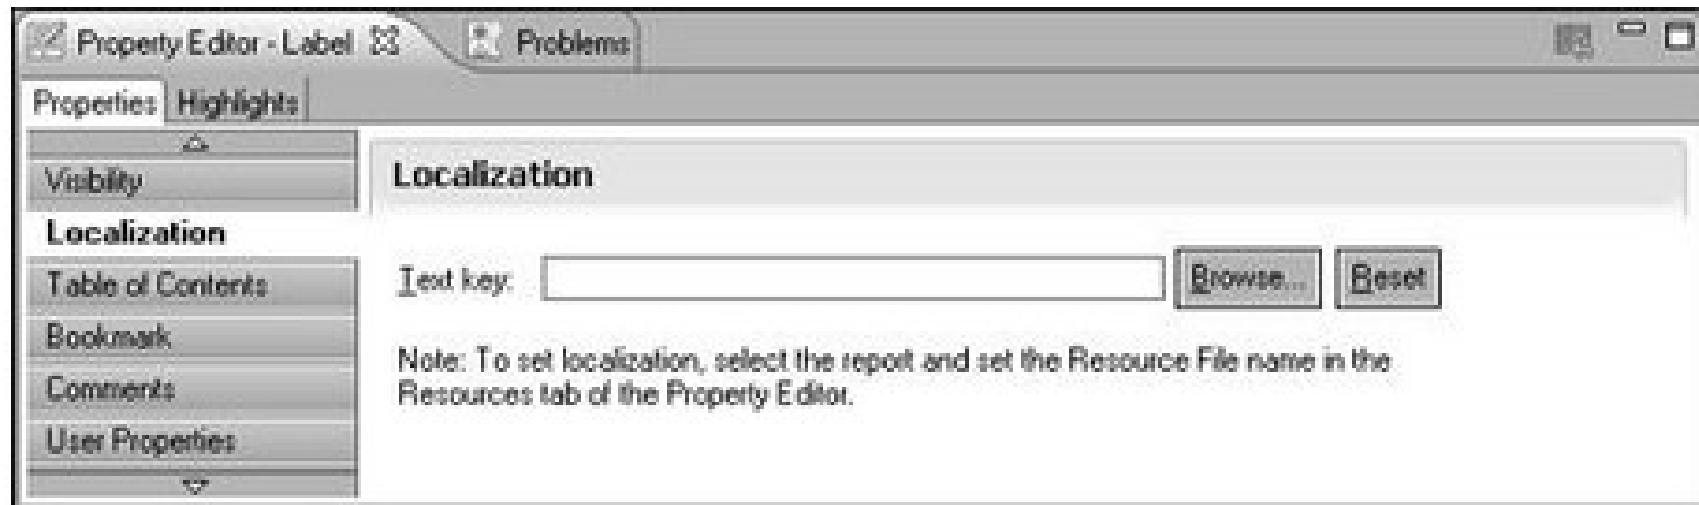 Property Editor - Label
Problems
Properties
Highlights
Visibility
Localization
Table of Contents
Bookmark
Comments
User Properties
Localization
Text key:
Browse...
Reset
Note: To set localization, select the report and set the Resource File name in the
Resources tab of the Property Editor.